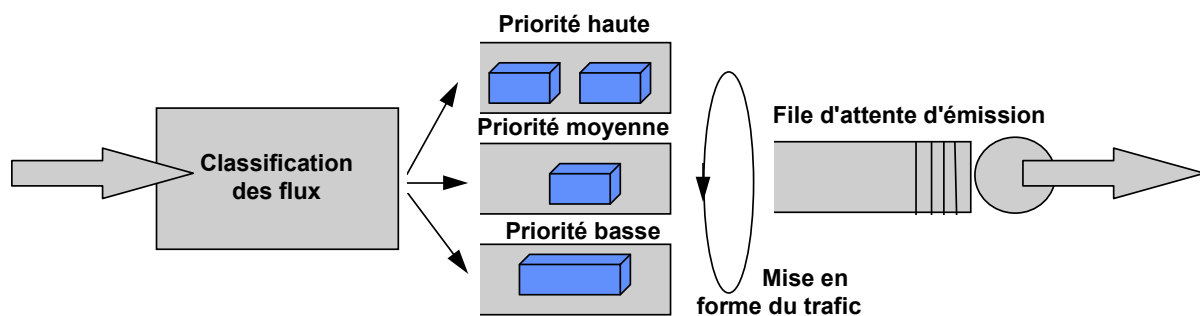 Priorité haute
Classification
des flux
Priorité moyenne
Priorité basse
Mise en
forme du trafic
File d'attente d'émission